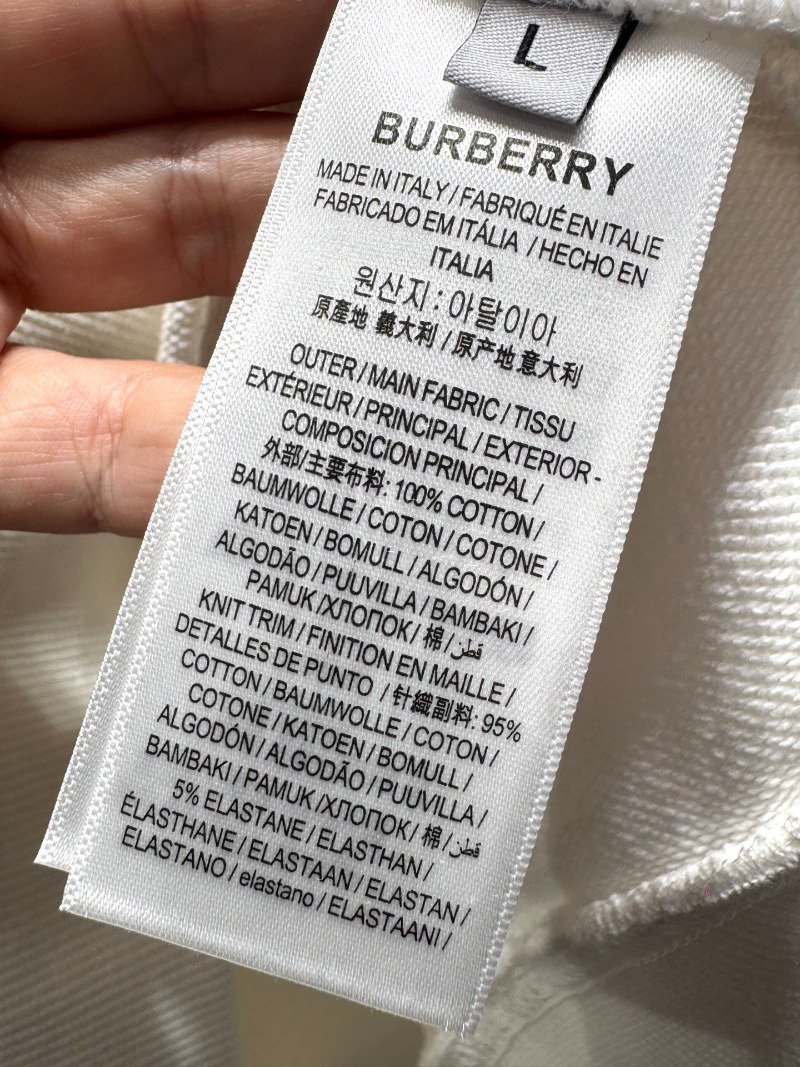 L
BURBERRY
MADE IN ITALY / FABRIQUÉ EN ITALIE
FABRICADO EM ITÁLIA / HECHO EN
ITALIA
원산지 : 아탈이아
原產地 義大利 / 原产地 意大利
OUTER / MAIN FABRIC / TISSU
EXTÉRIEUR / PRINCIPAL / EXTERIOR -
COMPOSICION PRINCIPAL /
外部/主要布料: 100% COTTON /
BAUMWOLLE / COTON / COTONE /
KATOEN / BOMULL / ALGODÓN /
ALGODÃO / PUUVILLA / BAMBAKI /
PAMUK /ХЛОПОК/ 棉 / قطن
KNIT TRIM / FINITION EN MAILLE /
DETALLES DE PUNTO / 针織副料: 95%
COTTON / BAUMWOLLE / COTON /
COTONE / KATOEN / BOMULL /
ALGODÓN / ALGODÃO / PUUVILLA /
BAMBAKI / PAMUK /ХЛОПОК/ 棉 / قطن
5% ELASTANE / ELASTHAN /
ÉLASTHANE / ELASTAAN / ELASTAN /
ELASTANO / elastano / ELASTAANI /